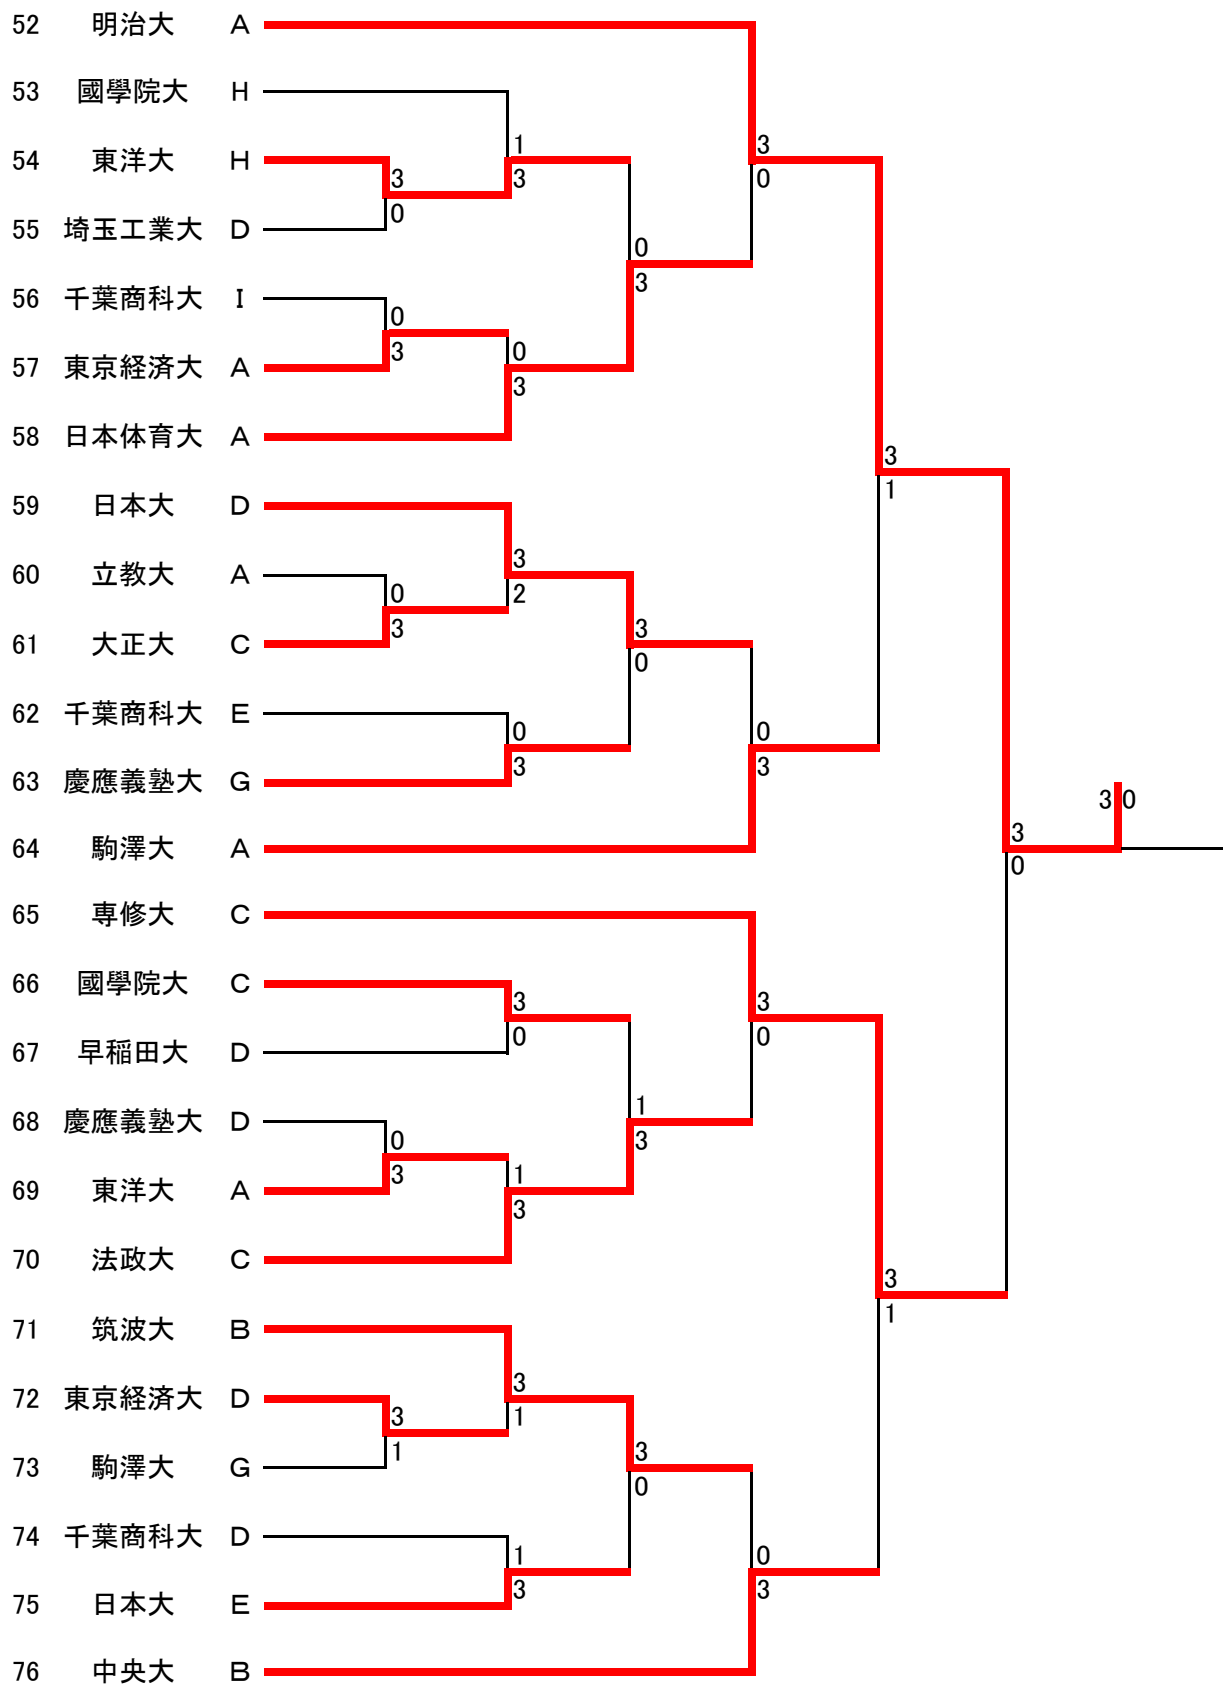 52 明治大 A
53 國學院大 H
1
3
54 東洋大 H
3
0
3
0
55 埼玉工業大 D
0
3
56 千葉商科大 I
0
3
0
3
57 東京経済大 A
58 日本体育大 A
3
1
59 日本大 D
3
2
60 立教大 A
0
3
3
0
61 大正大 C
62 千葉商科大 E
0
3
0
3
63 慶應義塾大 G
3 0
64 駒澤大 A
3
0
65 専修大 C
66 國學院大 C
3
0
3
0
67 早稲田大 D
68 慶應義塾大 D
1
3
0
3
1
3
69 東洋大 A
70 法政大 C
3
1
71 筑波大 B
72 東京経済大 D
3
1
3
1
3
0
73 駒澤大 G
74 千葉商科大 D
1
3
0
3
75 日本大 E
76 中央大 B